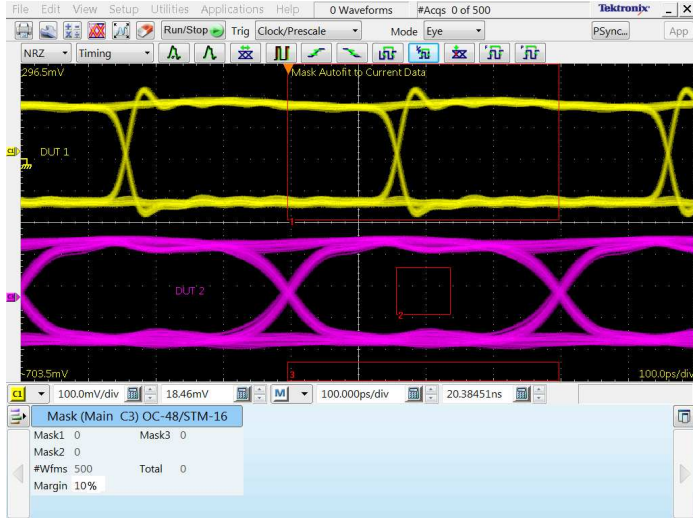 File Edit View Setup Utilities Applications Help 0 Waveforms #Acqs 0 of 500 Tektronix
Run/Stop Trig Clock/Prescale Mode Eye PSync... App
NRZ Timing
296.5mV Mask Autofit to Current Data
C1 DUT 1
1
DUT 2
2
-703.5mV 3 100.0ps/div
C1 100.0mV/div 18.46mV M 100.000ps/div 20.38451ns
Mask (Main C3) OC-48/STM-16
Mask1 0 Mask3 0
Mask2 0
#Wfms 500 Total 0
Margin 10%